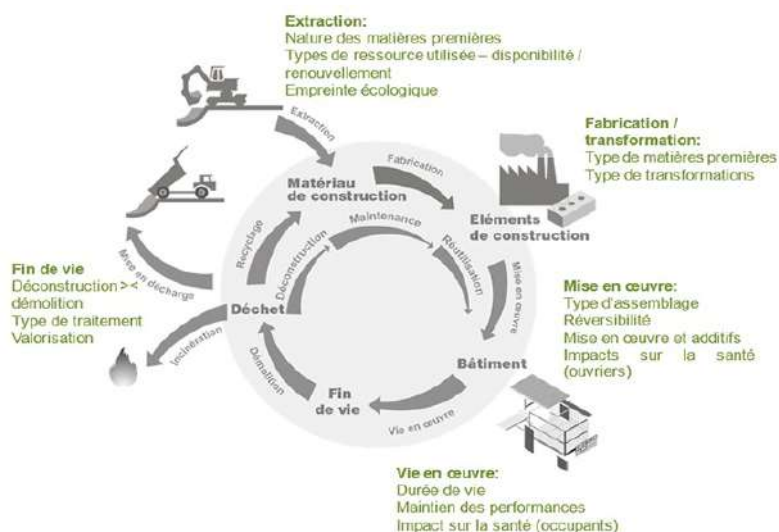 Extraction:
Nature des matières premières
Types de ressource utilisée – disponibilité /
renouvellement
Empreinte écologique
Extraction
Fabrication /
transformation:
Type de matières premières
Type de transformations
Fabrication
Matériau
de construction
Eléments
de construction
Maintenance
Recyclage
Déconstruction
Réutilisation
Mise en œuvre
Mise en décharge
Fin de vie
Déconstruction ><
démolition
Type de traitement
Valorisation
Déchet
Incinération
Démolition
Fin
de vie
Vie en œuvre
Bâtiment
Mise en œuvre:
Type d'assemblage
Réversibilité
Mise en œuvre et additifs
Impacts sur la santé
(ouvriers)
Vie en œuvre:
Durée de vie
Maintien des performances
Impact sur la santé (occupants)